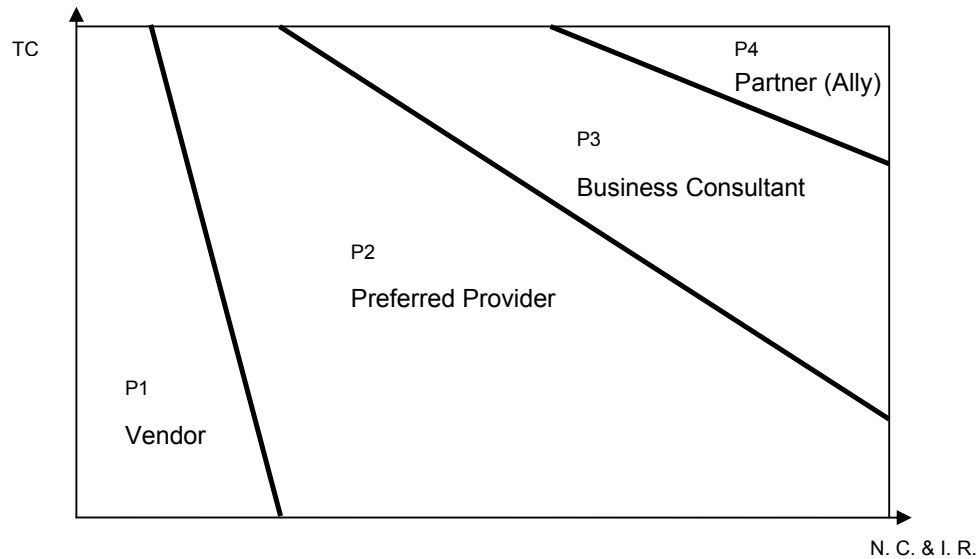 TC
P4
Partner (Ally)
P3
Business Consultant
P2
Preferred Provider
P1
Vendor
N. C. & I. R.